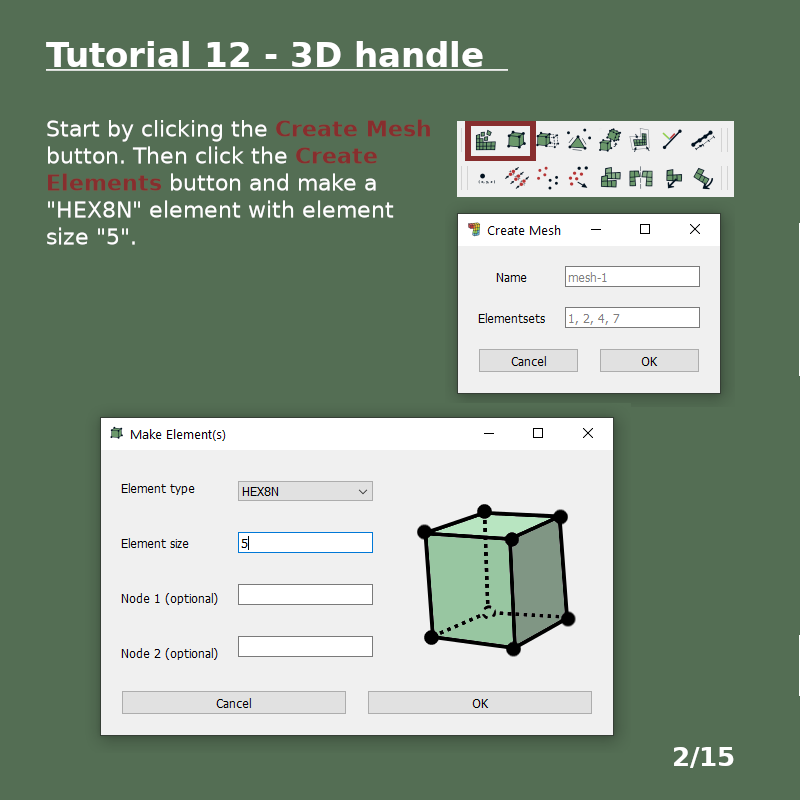 Tutorial 12 - 3D handle
Start by clicking the Create Mesh
button. Then click the Create
Elements button and make a
"HEX8N" element with element
size "5".
Create Mesh
Name
mesh-1
Elementsets
1, 2, 4, 7
Cancel
OK
Make Element(s)
Element type
HEX8N
Element size
5
Node 1 (optional)
Node 2 (optional)
Cancel
OK
2/15